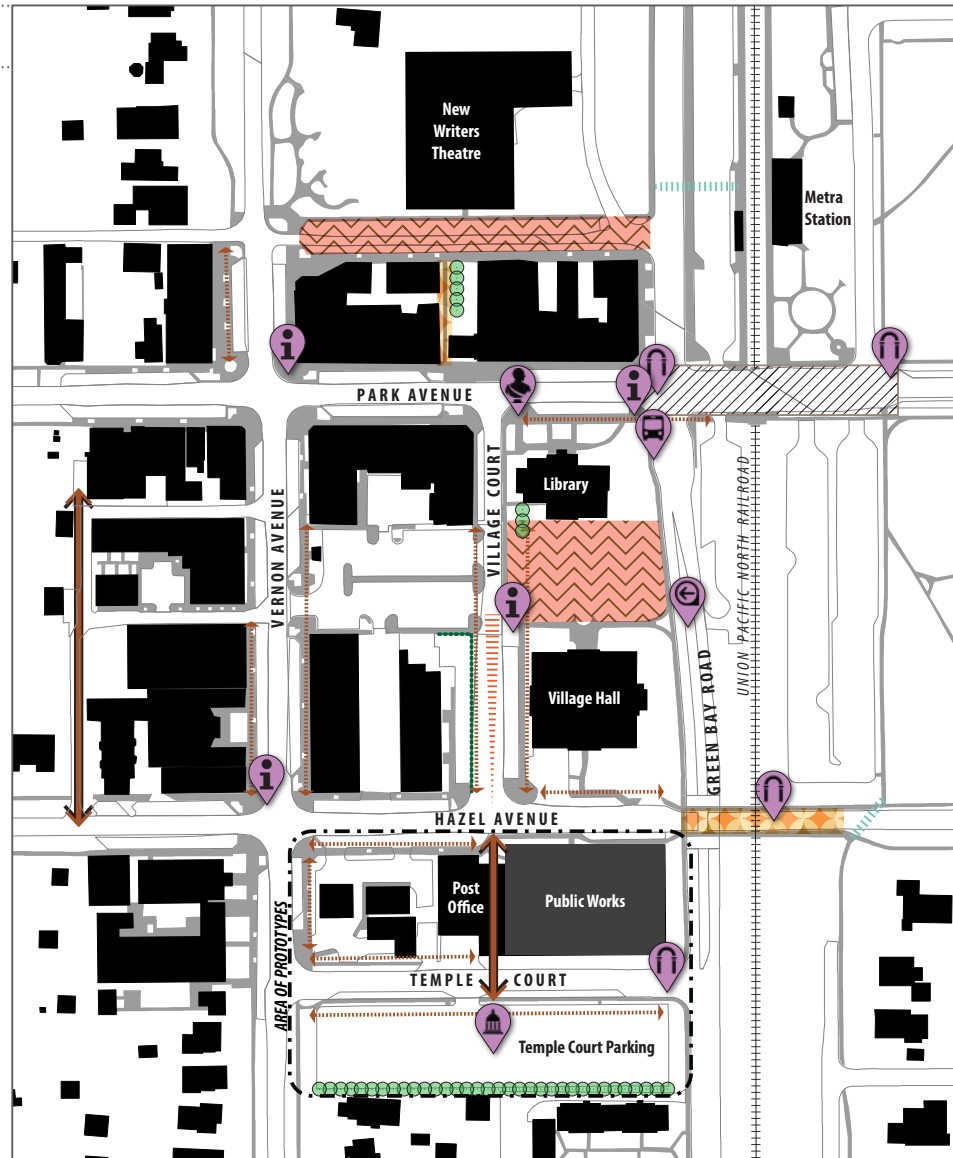 New
Writers
Theatre
Metra
Station
PARK AVENUE
Library
VILLAGE COURT
VERNON AVENUE
UNION PACIFIC NORTH RAILROAD
GREEN BAY ROAD
Village Hall
HAZEL AVENUE
Post
Office
Public Works
AREA OF PROTOTYPES
TEMPLE COURT
Temple Court Parking